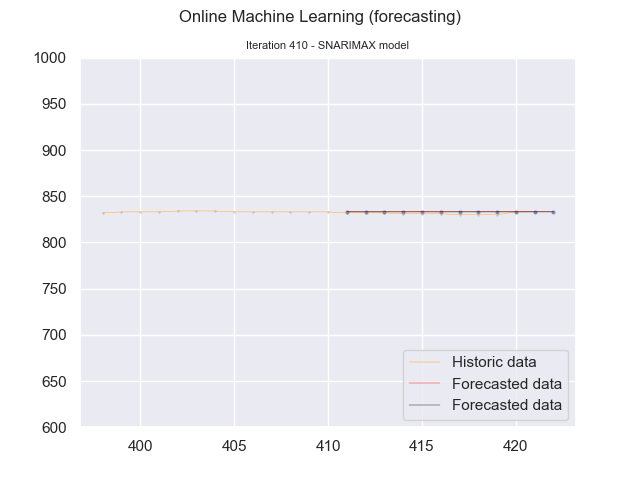 Online Machine Learning (forecasting)
Iteration 410 - SNARIMAX model
1000
950
900
850
800
750
700
650
600
Historic data
Forecasted data
Forecasted data
400
405
410
415
420